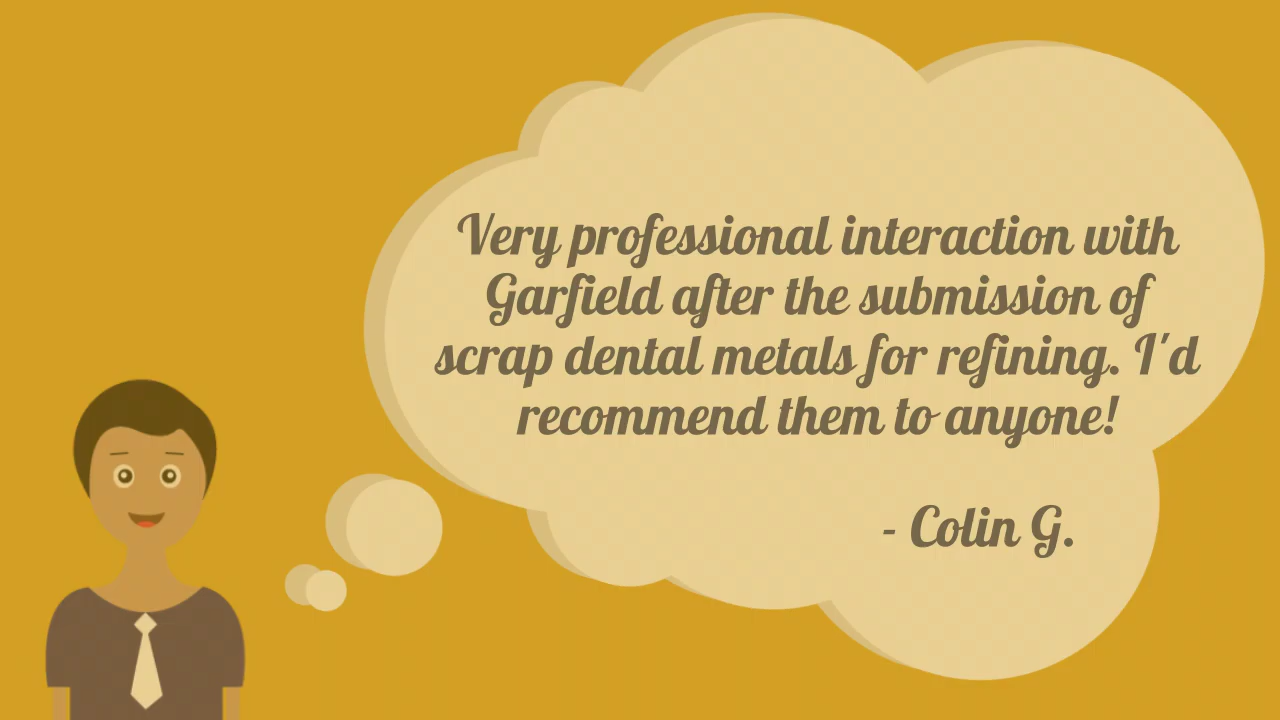 Very professional interaction with
Garfield after the submission of
scrap dental metals for refining. I'd
recommend them to anyone!
- Colin G.